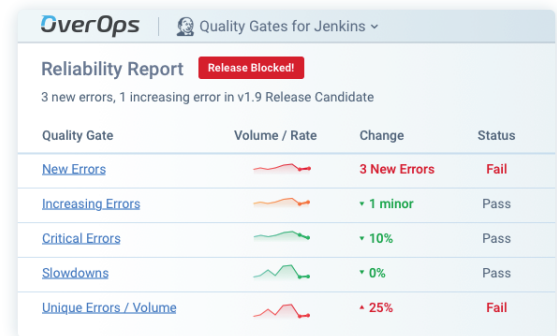 OverOps
Quality Gates for Jenkins
Reliability Report
Release Blocked!
3 new errors, 1 increasing error in v1.9 Release Candidate
Quality Gate Volume / Rate Change Status
New Errors 3 New Errors Fail
Increasing Errors 1 minor Pass
Critical Errors 10% Pass
Slowdowns 0% Pass
Unique Errors / Volume 25% Fail